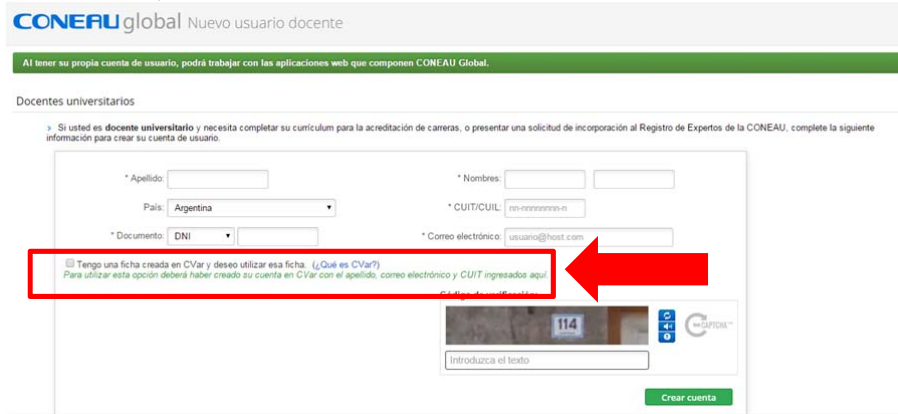 CONEAU global Nuevo usuario docente
Al tener su propia cuenta de usuario, podrá trabajar con las aplicaciones web que componen CONEAU Global.
Docentes universitarios
Si usted es docente universitario y necesita completar su currículum para la acreditación de carreras, o presentar una solicitud de incorporación al Registro de Expertos de la CONEAU, complete la siguiente
información para crear su cuenta de usuario.
* Apellido: * Nombres:
País: Argentina * CUIT/CUIL: nn-nnnnnnnn-n
* Documento: DNI * Correo electrónico: usuario@host.com
Tengo una ficha creada en CVar y deseo utilizar esa ficha. (¿Qué es CVar?)
Para utilizar esta opción deberá haber creado su cuenta en CVar con el apellido, correo electrónico y CUIT ingresados aquí.
Código de verificación:
114
reCAPTCHA™
Introduzca el texto
Crear cuenta